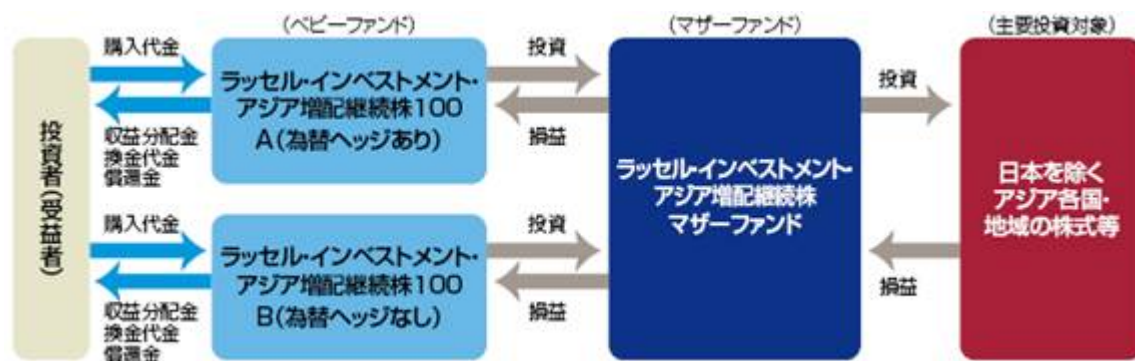 (ベビーファンド)
(マザーファンド)
(主要投資対象)
投資者(受益者)
購入代金
収益分配金
換金代金
償還金
ラッセル・インベストメント・
アジア増配継続株100
A(為替ヘッジあり)
投資
損益
購入代金
収益分配金
換金代金
償還金
ラッセル・インベストメント・
アジア増配継続株100
B(為替ヘッジなし)
投資
損益
ラッセル・インベストメント・
アジア増配継続株
マザーファンド
投資
損益
日本を除く
アジア各国・
地域の株式等